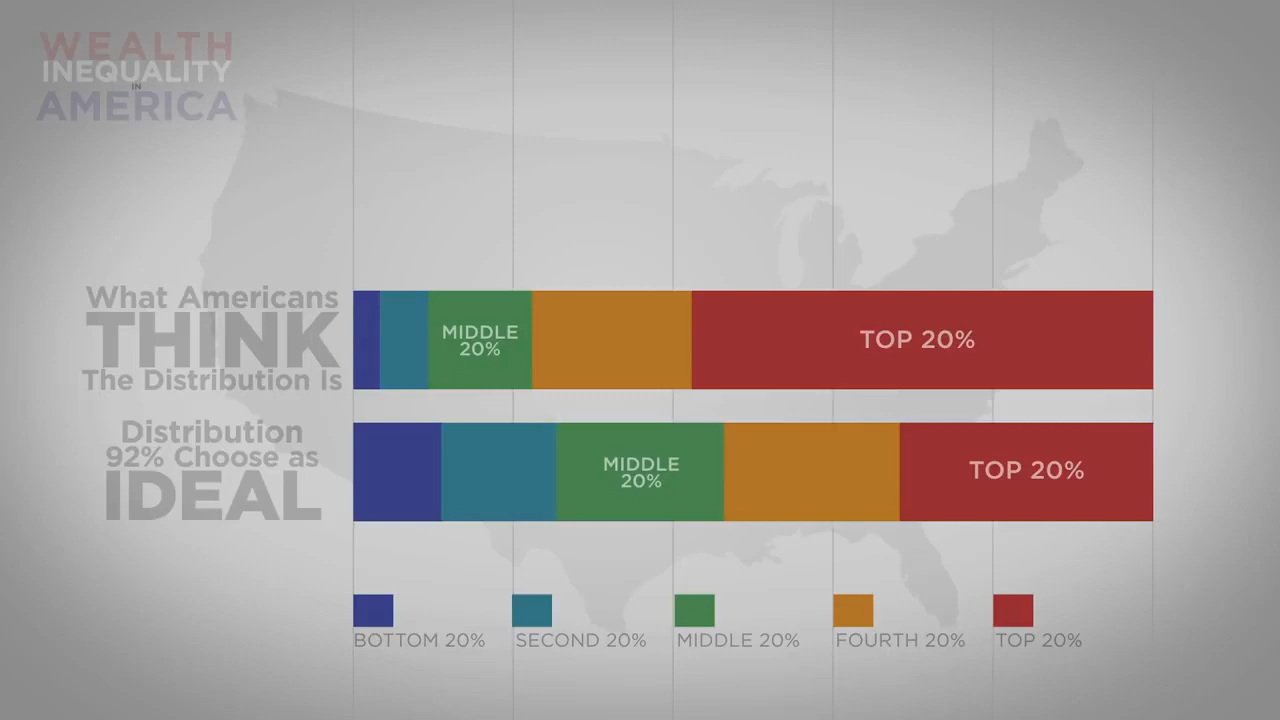 WEALTH
INEQUALITY
IN
AMERICA
What Americans
THINK
The Distribution Is
MIDDLE
20%
TOP 20%
Distribution
92% Choose as
IDEAL
MIDDLE
20%
TOP 20%
BOTTOM 20%
SECOND 20%
MIDDLE 20%
FOURTH 20%
TOP 20%